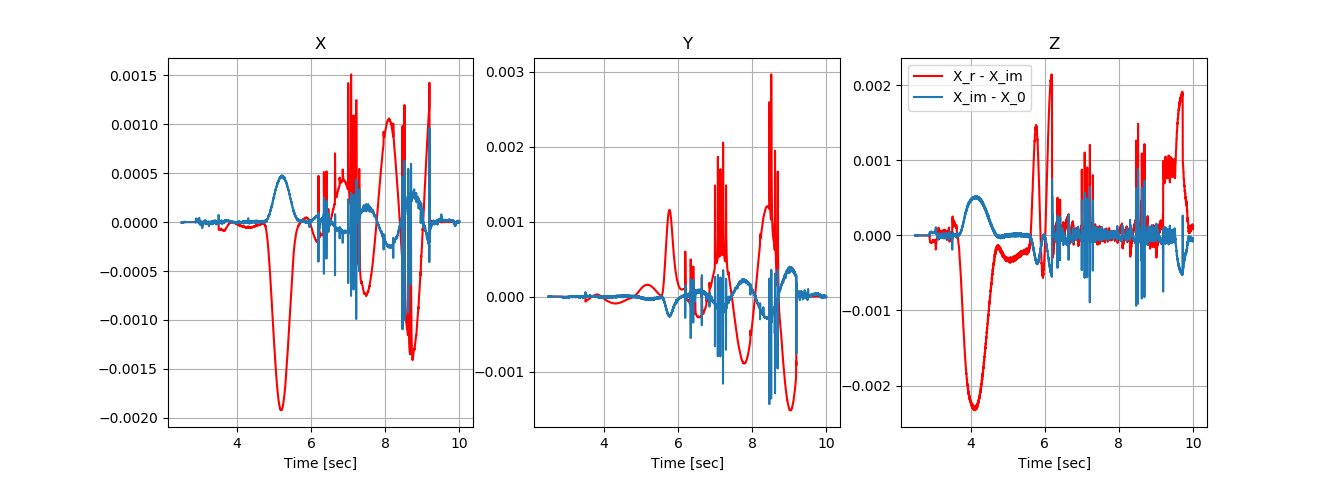 X
0.0015
0.0010
0.0005
0.0000
−0.0005
−0.0010
−0.0015
−0.0020
4 6 8 10
Time [sec]
Y
0.003
0.002
0.001
0.000
−0.001
4 6 8 10
Time [sec]
Z
X_r - X_im
X_im - X_0
0.002
0.001
0.000
−0.001
−0.002
4 6 8 10
Time [sec]